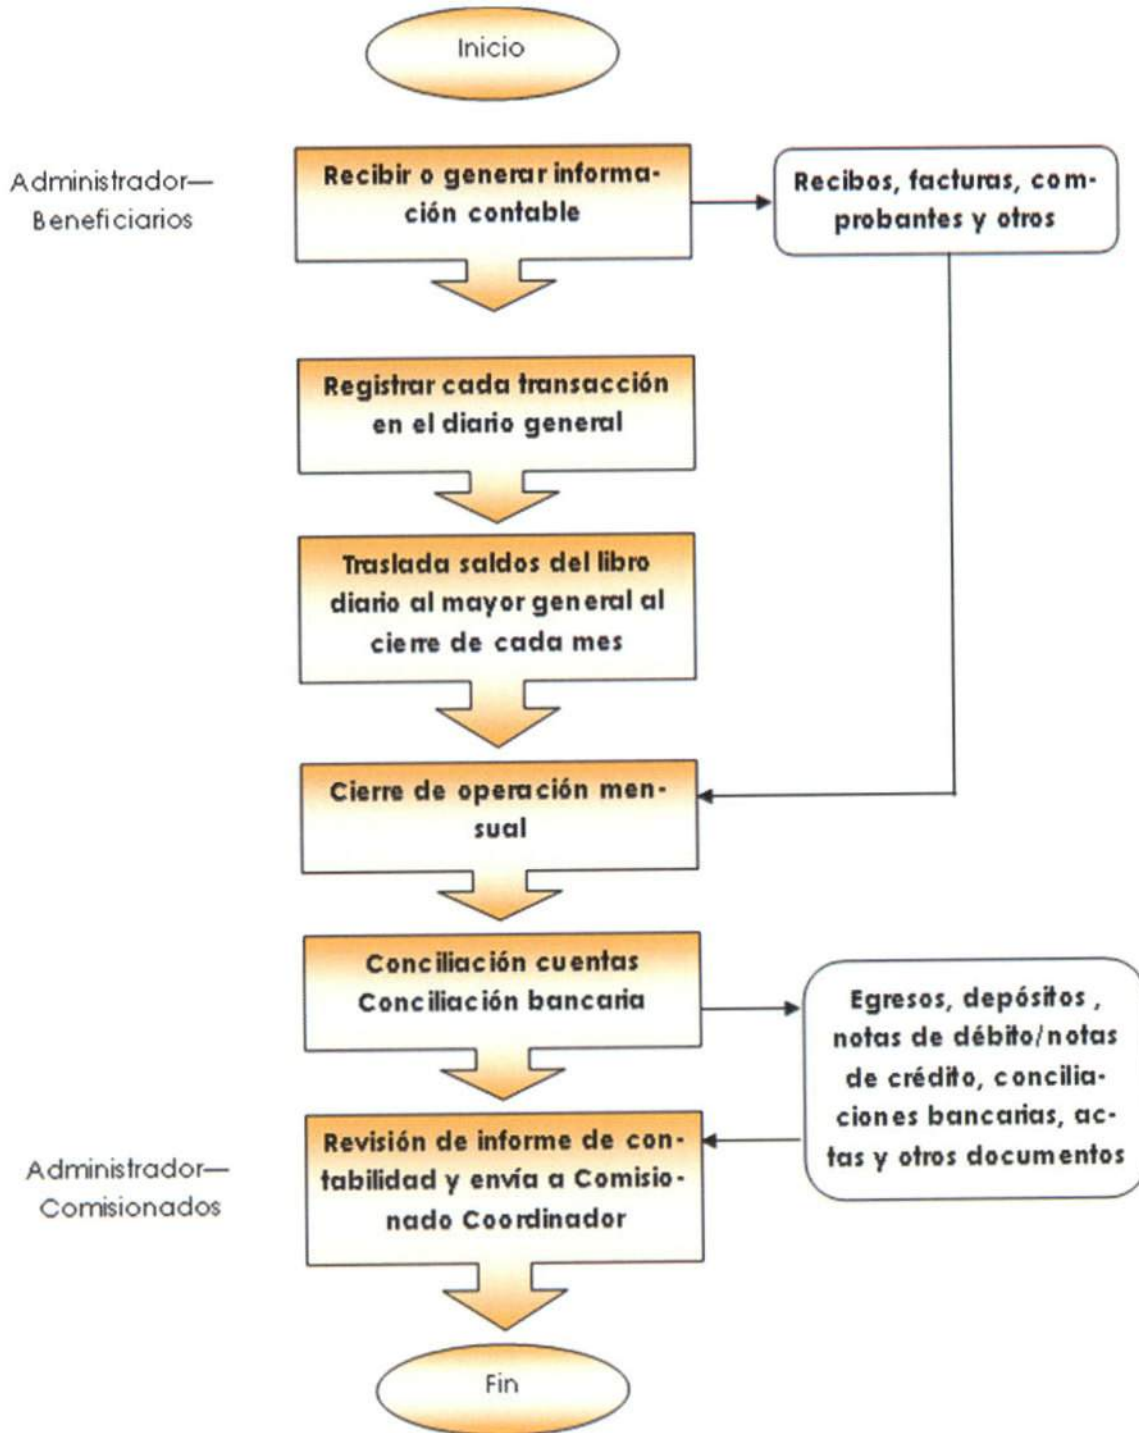 Inicio
Administrador—
Beneficiarios
Recibir o generar informa-
ción contable
Recibos, facturas, com-
probantes y otros
Registrar cada transacción
en el diario general
Traslada saldos del libro
diario al mayor general al
cierre de cada mes
Cierre de operación men-
sual
Conciliación cuentas
Conciliación bancaria
Egresos, depósitos ,
notas de débito/notas
de crédito, concilia-
ciones bancarias, ac-
tas y otros documentos
Administrador—
Comisionados
Revisión de informe de con-
tabilidad y envía a Comisio-
nado Coordinador
Fin